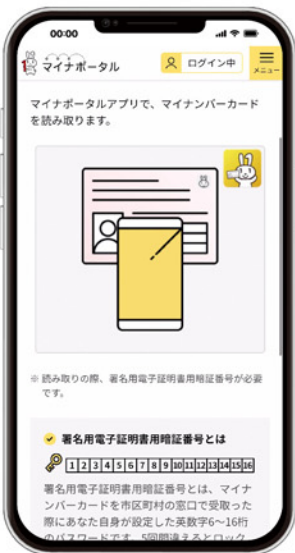 00:00
マイナポータル
ログイン中
メニュー
マイナポータルアプリで、マイナンバーカード
を読み取ります。
※ 読み取りの際、署名用電子証明書用暗証番号が必要
です。
署名用電子証明書用暗証番号とは
1 2 3 4 5 6 7 8 9 10 11 12 13 14 15 16
署名用電子証明書用暗証番号とは、マイナ
ンバーカードを市区町村の窓口で受取った
際にあなた自身が設定した英数字6〜16桁
のパスワードです。5回間違えるとロック